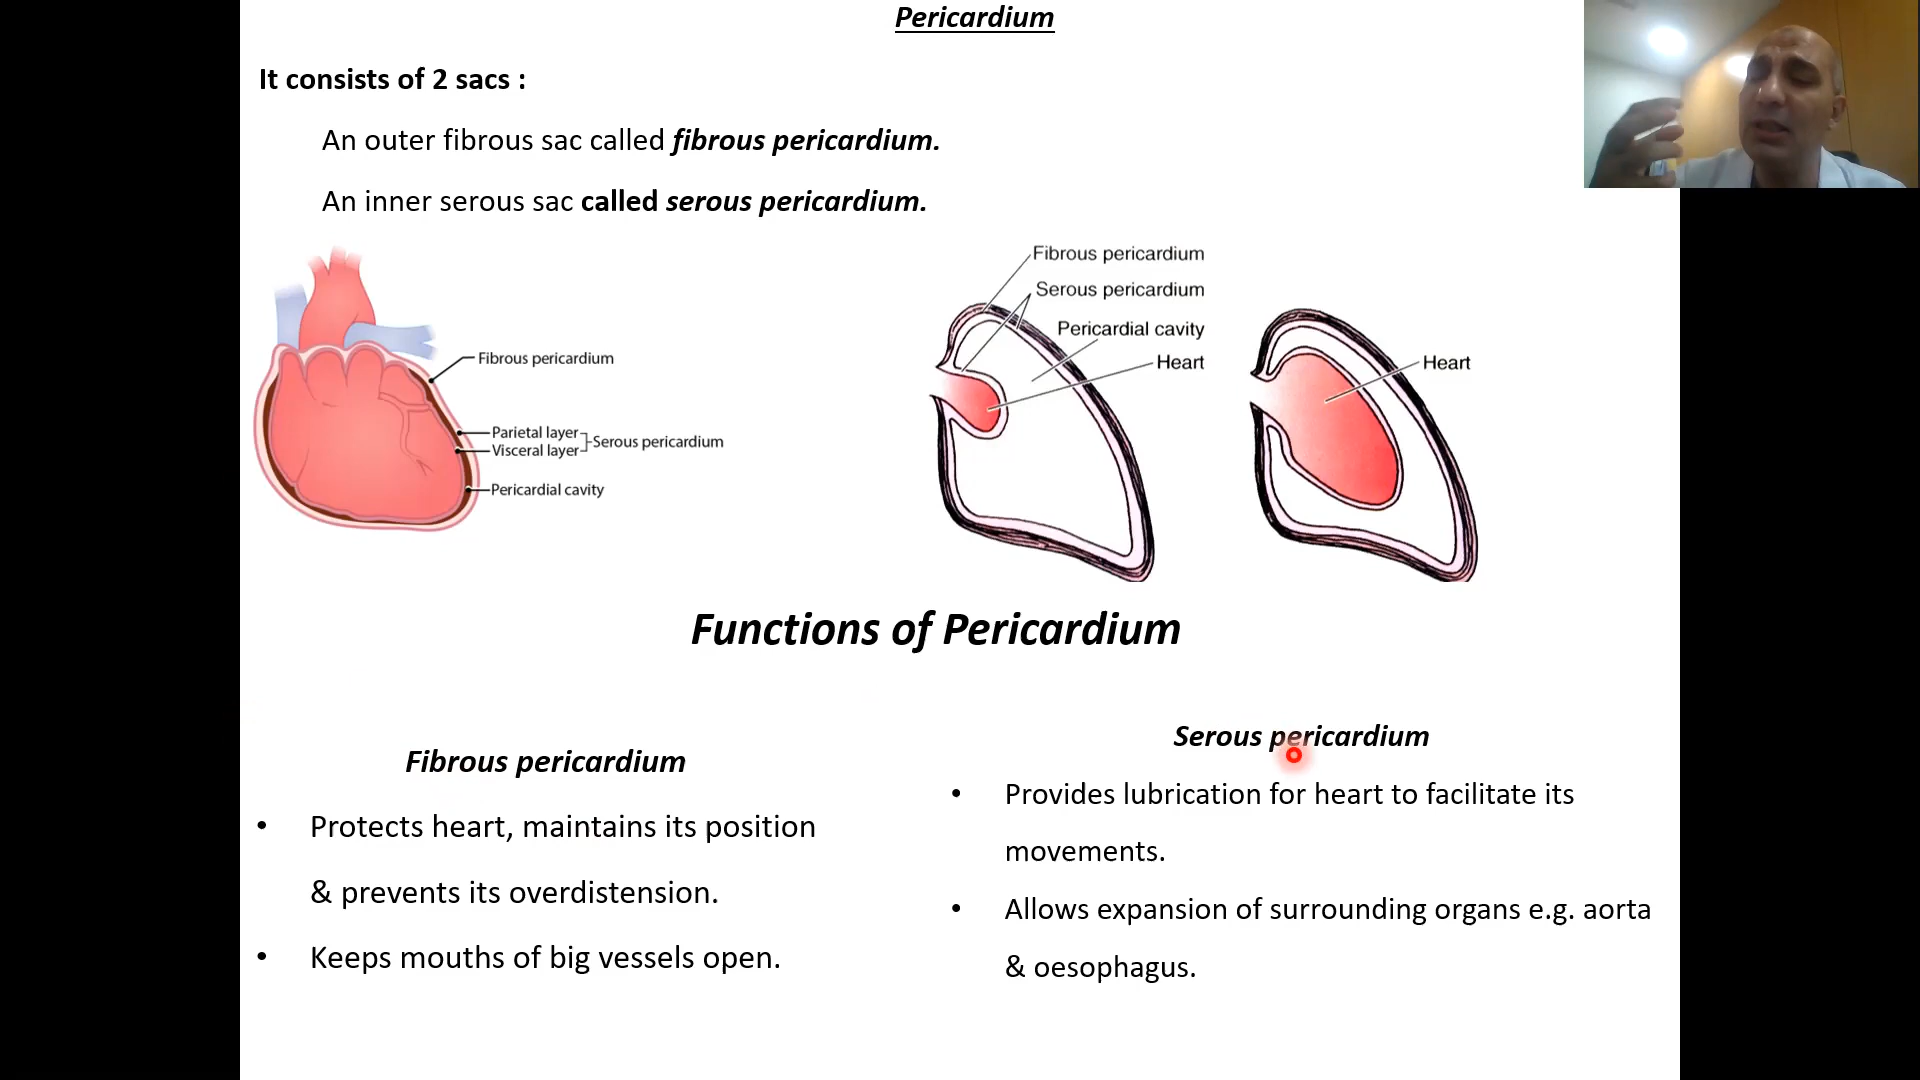 Pericardium
It consists of 2 sacs :
An outer fibrous sac called fibrous pericardium.
An inner serous sac called serous pericardium.
Fibrous pericardium
Parietal layer
Visceral layer
Serous pericardium
Pericardial cavity
Fibrous pericardium
Serous pericardium
Pericardial cavity
Heart
Heart
Functions of Pericardium
Fibrous pericardium
• Protects heart, maintains its position
& prevents its overdistension.
• Keeps mouths of big vessels open.
Serous pericardium
• Provides lubrication for heart to facilitate its
movements.
• Allows expansion of surrounding organs e.g. aorta
& oesophagus.